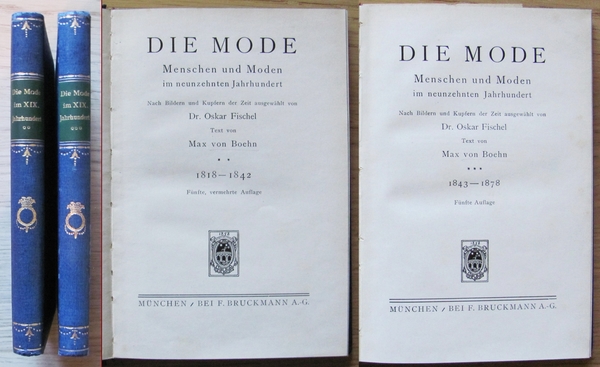 Die Mode
im XIX.
Jahrhundert
Die Mode
im XIX.
Jahrhundert
DIE MODE
Menschen und Moden
im neunzehnten Jahrhundert
Nach Bildern und Kupfern der Zeit ausgewählt von
Dr. Oskar Fischel
Text von
Max von Boehn
1818—1842
Fünfte, vermehrte Auflage
MÜNCHEN / BEI F. BRUCKMANN A.-G.
DIE MODE
Menschen und Moden
im neunzehnten Jahrhundert
Nach Bildern und Kupfern der Zeit ausgewählt von
Dr. Oskar Fischel
Text von
Max von Boehn
1843—1878
Fünfte Auflage
MÜNCHEN / BEI F. BRUCKMANN A.-G.